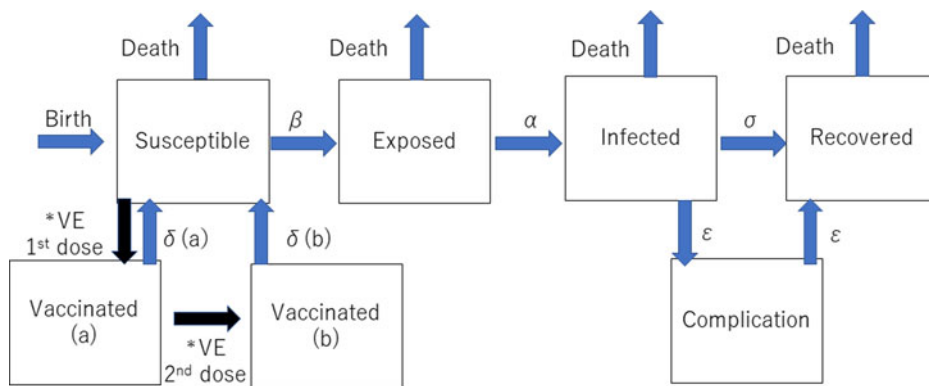 Death
Death
Death
Death
Birth
Susceptible
β
Exposed
α
Infected
σ
Recovered
*VE
1st dose
δ (a)
δ (b)
ε
ε
Vaccinated
(a)
*VE
2nd dose
Vaccinated
(b)
Complication